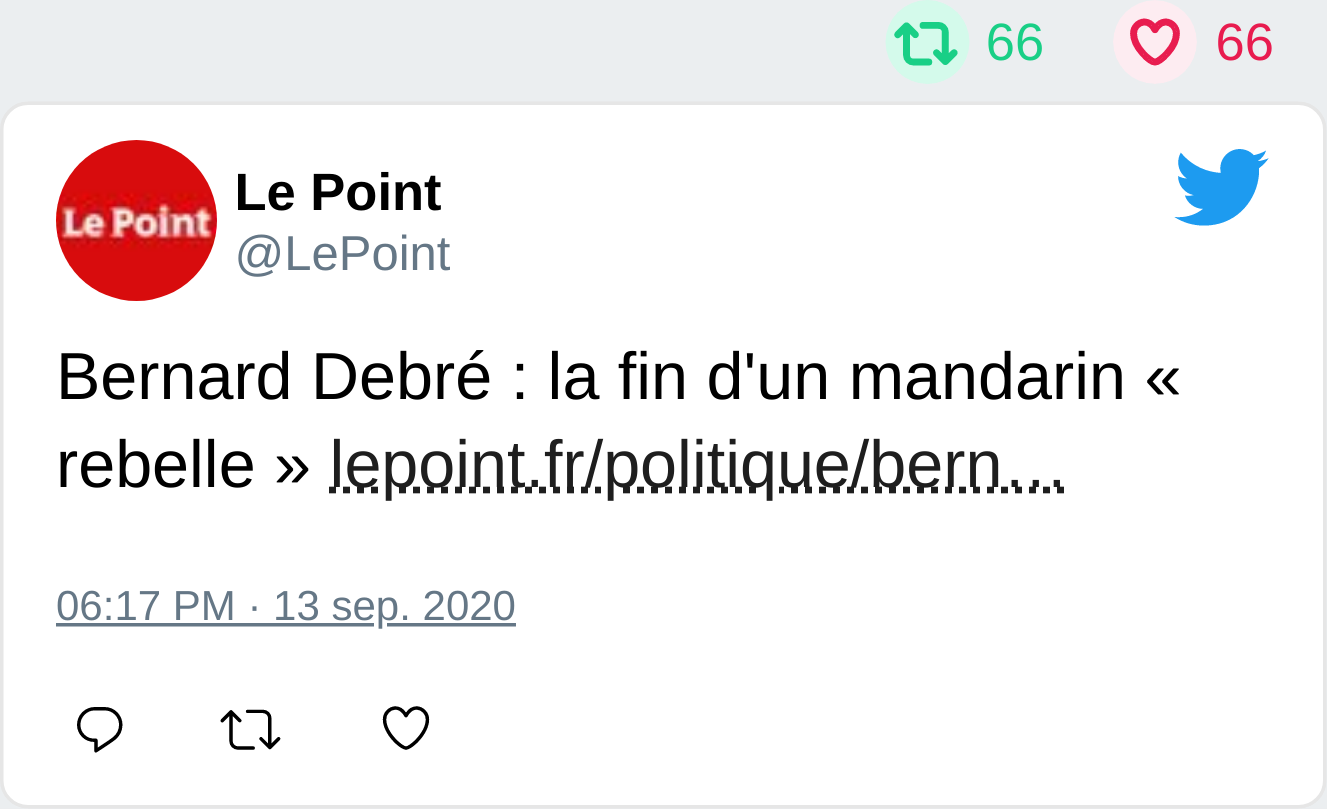 66 66
Le Point
Le Point
@LePoint
Bernard Debré : la fin d'un mandarin «
rebelle » lepoint.fr/politique/bern…
06:17 PM · 13 sep. 2020